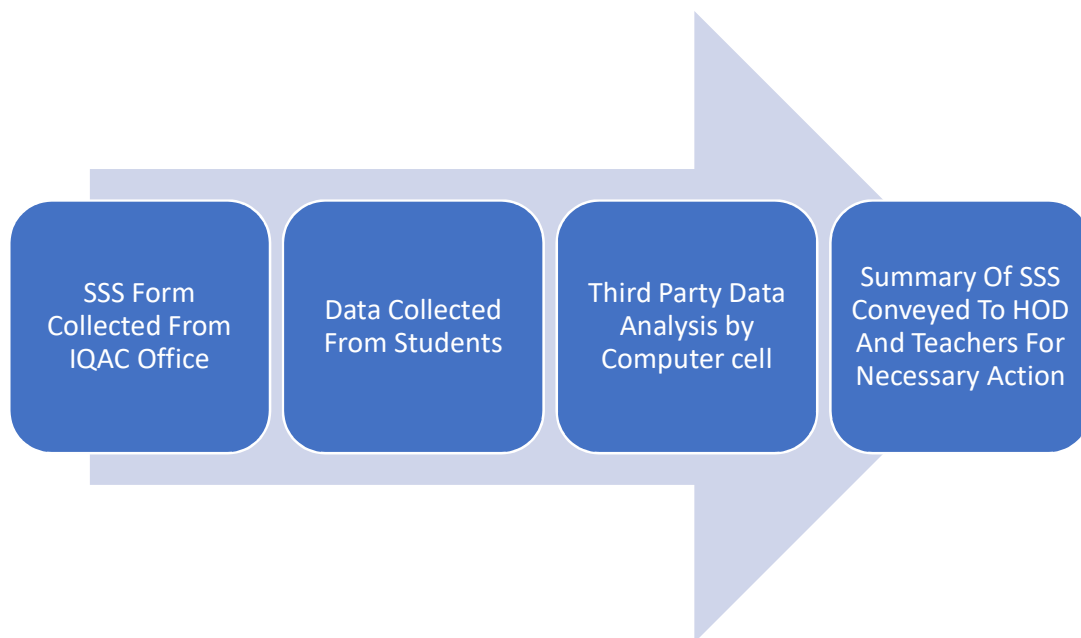 SSS Form
Collected From
IQAC Office
Data Collected
From Students
Third Party Data
Analysis by
Computer cell
Summary Of SSS
Conveyed To HOD
And Teachers For
Necessary Action